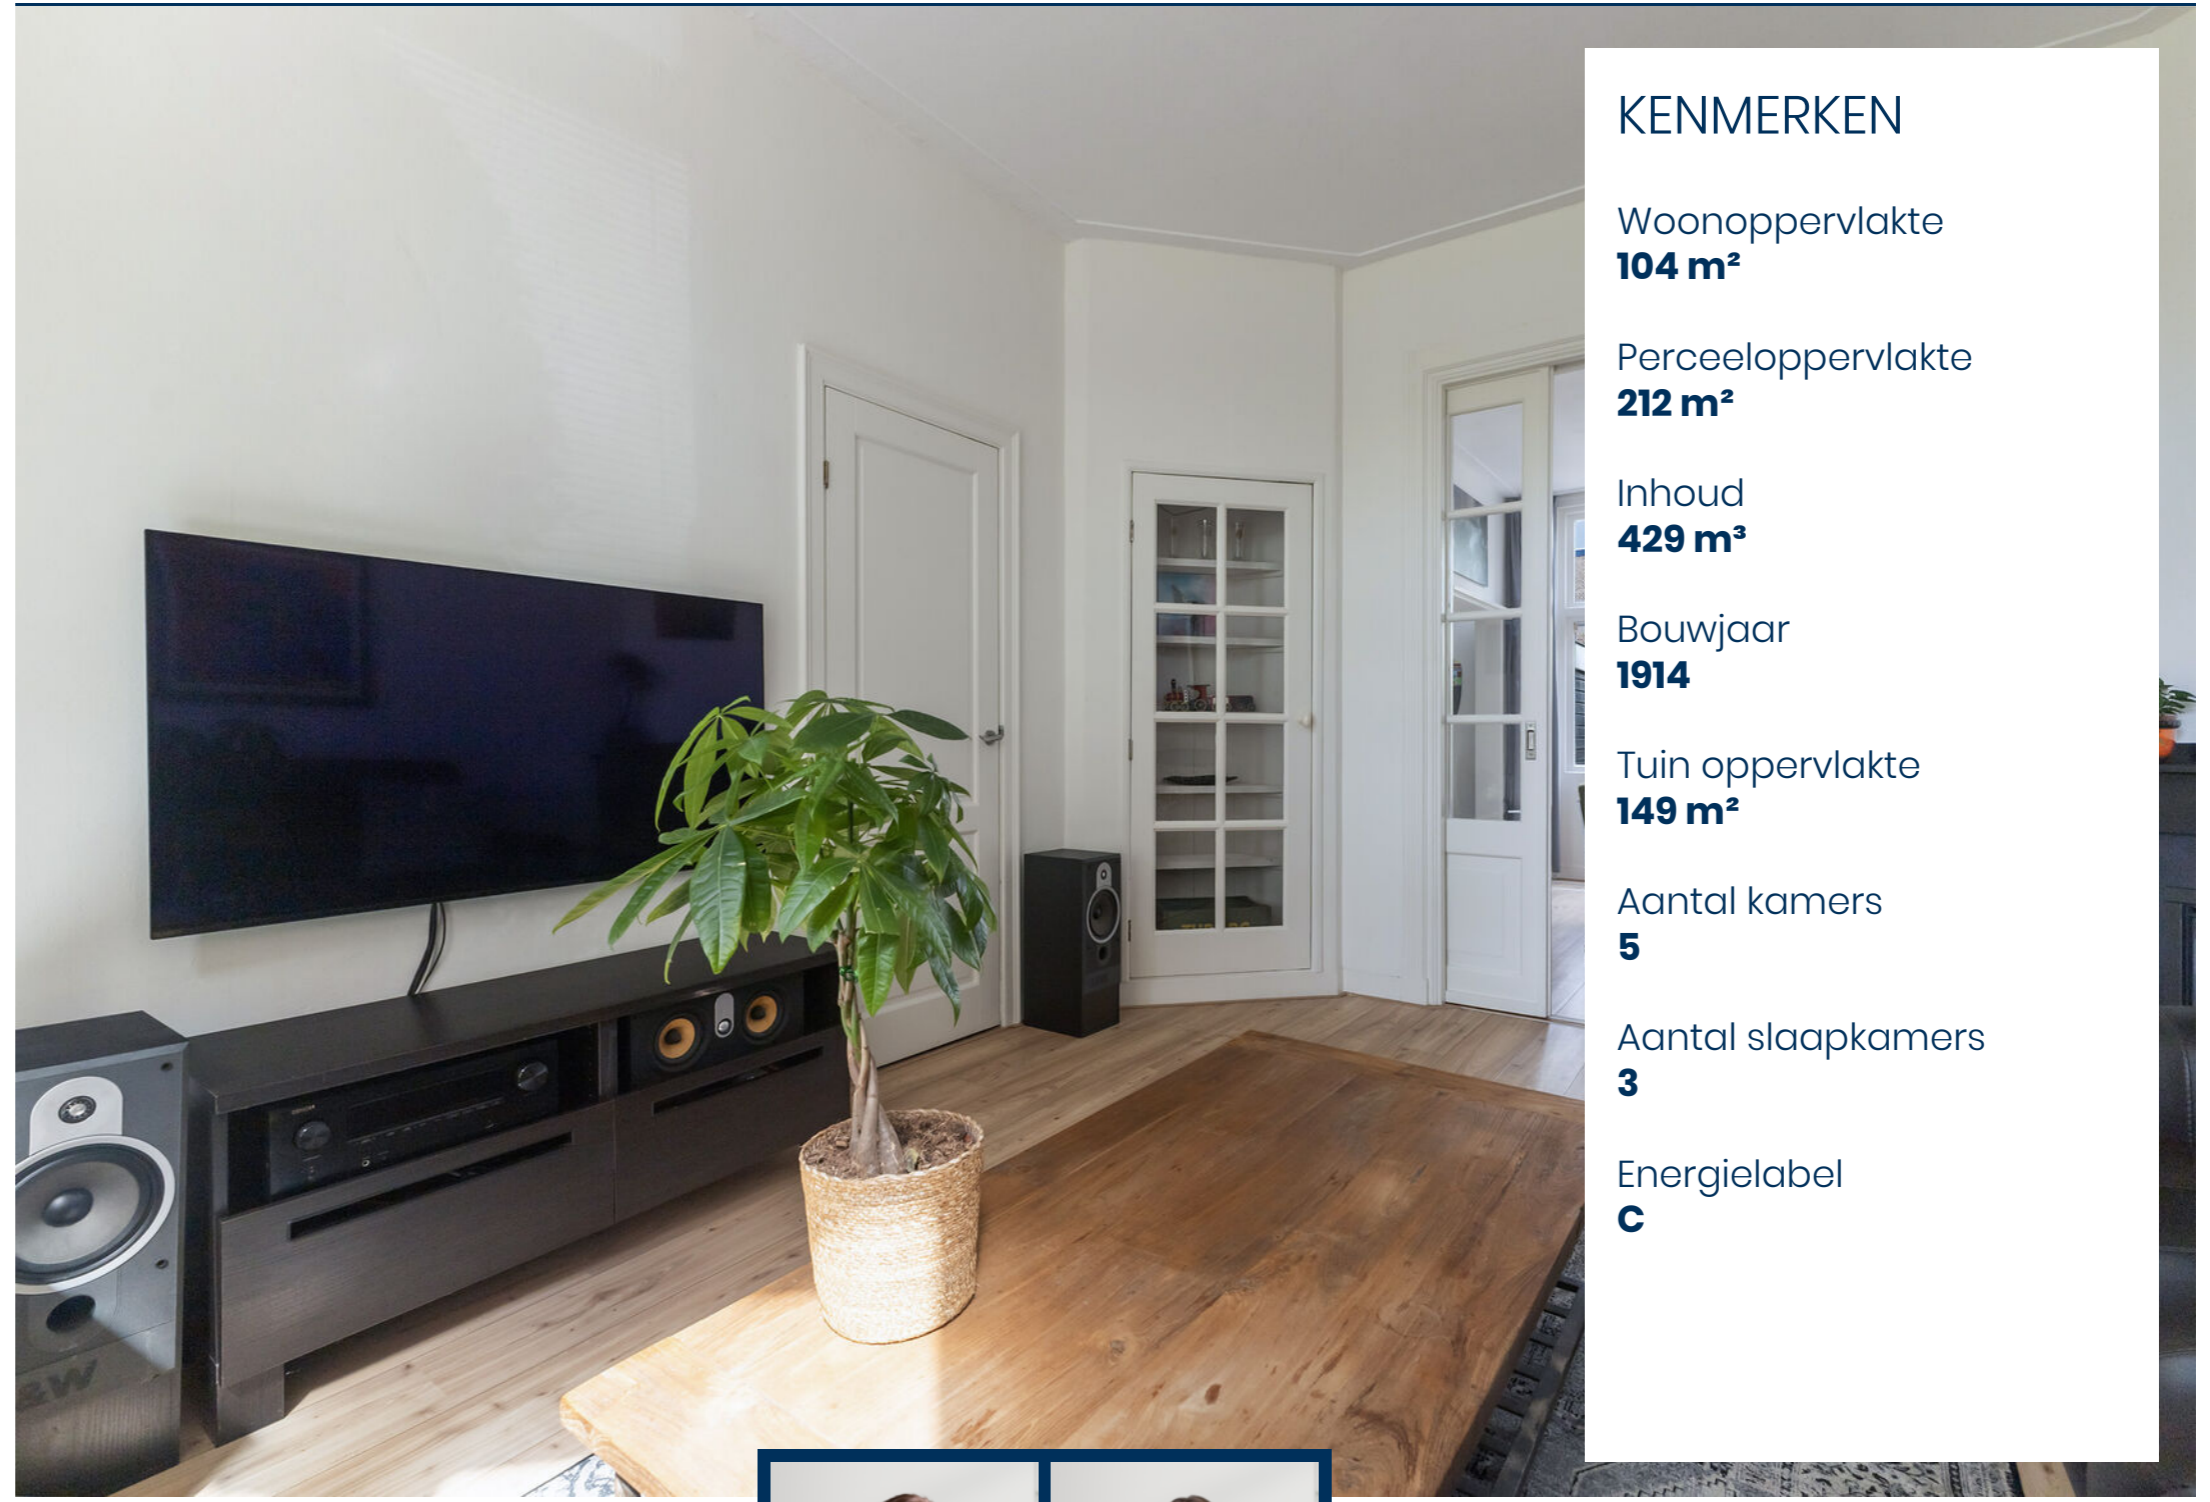 KENMERKEN
Woonoppervlakte
104 m²
Perceeloppervlakte
212 m²
Inhoud
429 m³
Bouwjaar
1914
Tuin oppervlakte
149 m²
Aantal kamers
5
Aantal slaapkamers
3
Energielabel
C